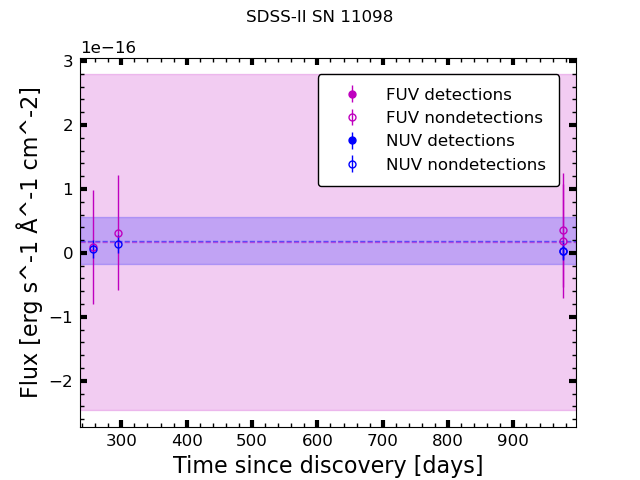 SDSS-II SN 11098
1e−16
3
2
1
0
−1
−2
Flux [erg s^-1 Å^-1 cm^-2]
FUV detections
FUV nondetections
NUV detections
NUV nondetections
300 400 500 600 700 800 900
Time since discovery [days]